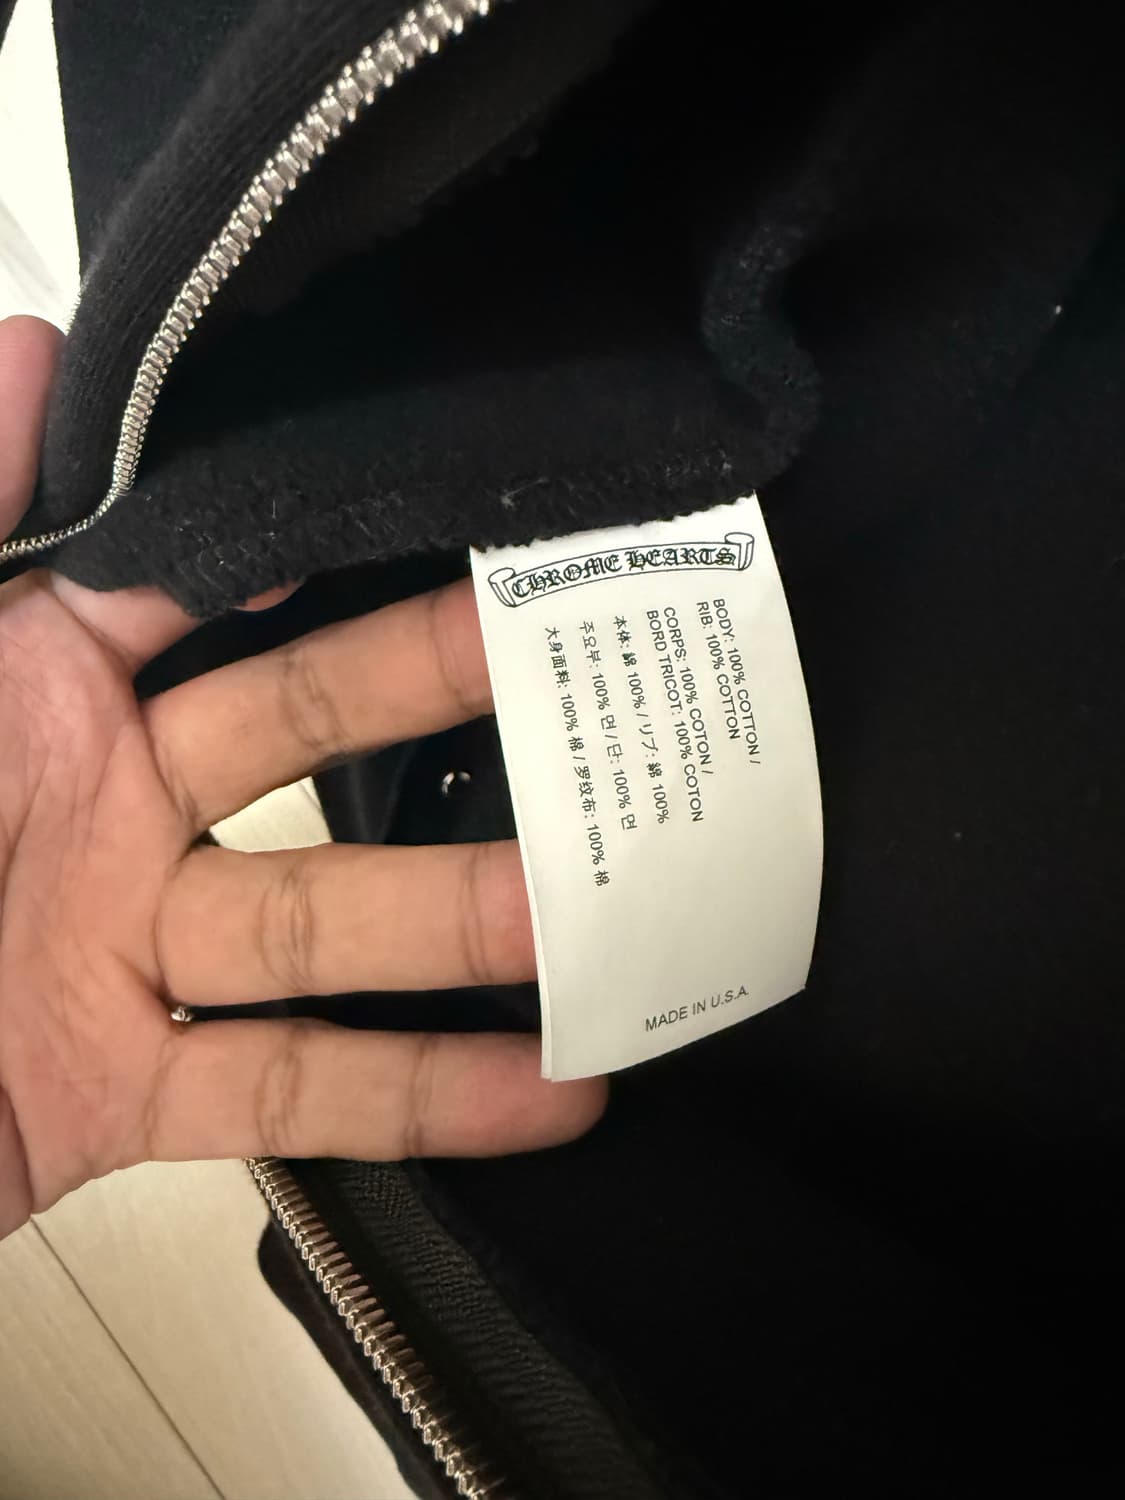 CHROME HEARTS
BODY: 100% COTTON /
RIB: 100% COTTON
CORPS: 100% COTON /
BORD TRICOT: 100% COTON
本体: 綿 100% / リブ: 綿 100%
주요부: 100% 면 / 단: 100% 면
大身面料: 100% 棉 / 罗纹布: 100% 棉
MADE IN U.S.A.